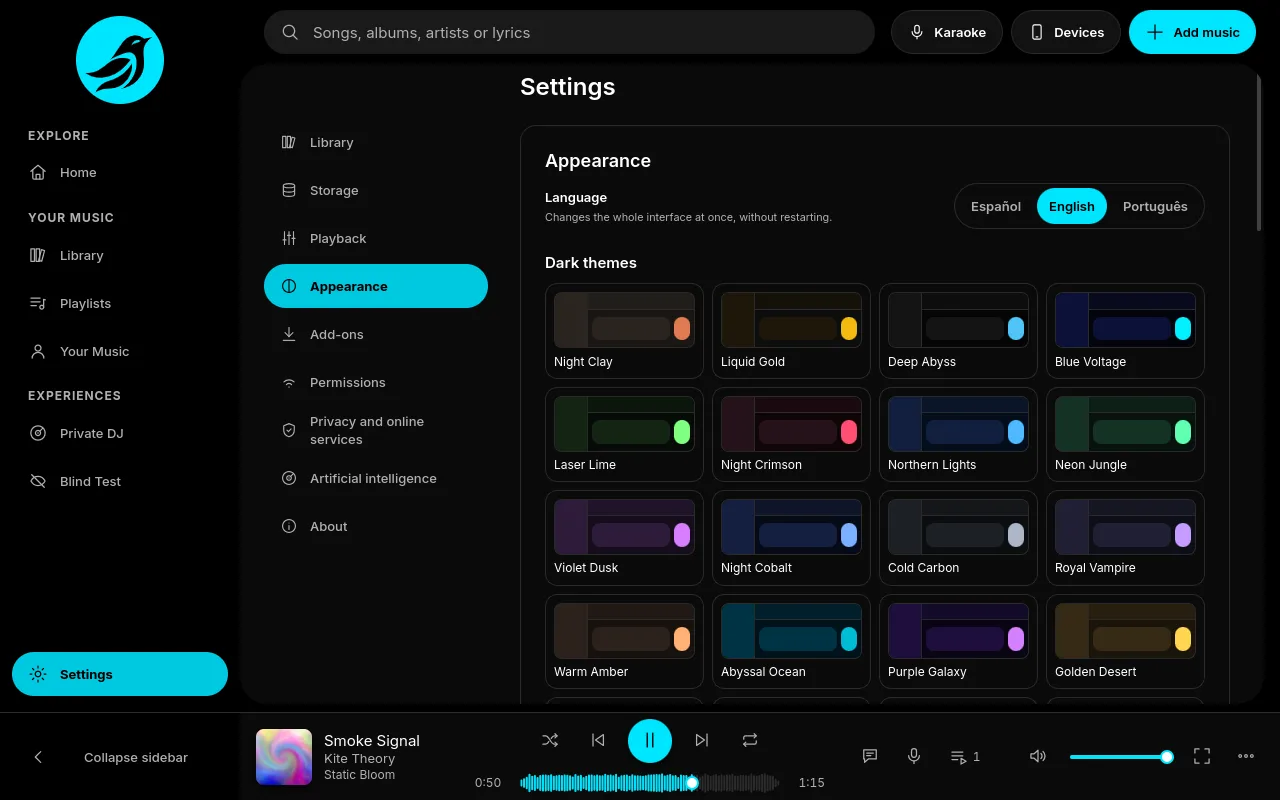 Songs, albums, artists or lyrics
Karaoke
Devices
Add music
EXPLORE
Home
YOUR MUSIC
Library
Playlists
Your Music
EXPERIENCES
Private DJ
Blind Test
Settings
Collapse sidebar
Settings
Library
Storage
Playback
Appearance
Add-ons
Permissions
Privacy and online
services
Artificial intelligence
About
Appearance
Language
Changes the whole interface at once, without restarting.
Español
English
Português
Dark themes
Night Clay
Liquid Gold
Deep Abyss
Blue Voltage
Laser Lime
Night Crimson
Northern Lights
Neon Jungle
Violet Dusk
Night Cobalt
Cold Carbon
Royal Vampire
Warm Amber
Abyssal Ocean
Purple Galaxy
Golden Desert
Smoke Signal
Kite Theory
Static Bloom
0:50
1:15
1